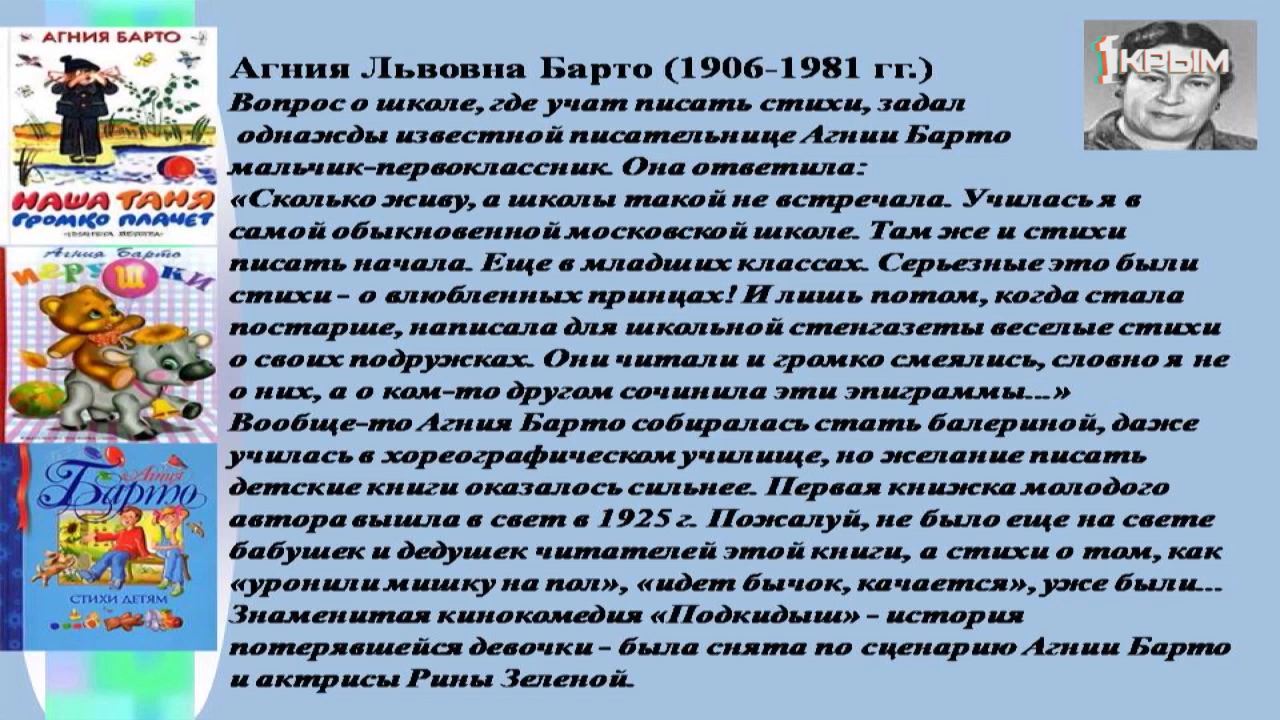 АГНИЯ БАРТО
НАША ТАНЯ
ГРОМКО ПЛАЧЕТ
Агния Барто
ИГРУШКИ
Агния
Барто
СТИХИ ДЕТЯМ
1КРЫМ
Агния Львовна Барто (1906-1981 гг.)
Вопрос о школе, где учат писать стихи, задал
однажды известной писательнице Агнии Барто
мальчик-первоклассник. Она ответила:
«Сколько живу, а школы такой не встречала. Училась я в
самой обыкновенной московской школе. Там же и стихи
писать начала. Еще в младших классах. Серьезные это были
стихи - о влюбленных принцах! И лишь потом, когда стала
постарше, написала для школьной стенгазеты веселые стихи
о своих подружках. Они читали и громко смеялись, словно я не
о них, а о ком-то другом сочинила эти эпиграммы...»
Вообще-то Агния Барто собиралась стать балериной, даже
училась в хореографическом училище, но желание писать
детские книги оказалось сильнее. Первая книжка молодого
автора вышла в свет в 1925 г. Пожалуй, не было еще на свете
бабушек и дедушек читателей этой книги, а стихи о том, как
«уронили мишку на пол», «идет бычок, качается», уже были...
Знаменитая кинокомедия «Подкидыш» - история
потерявшейся девочки - была снята по сценарию Агнии Барто
и актрисы Рины Зеленой.